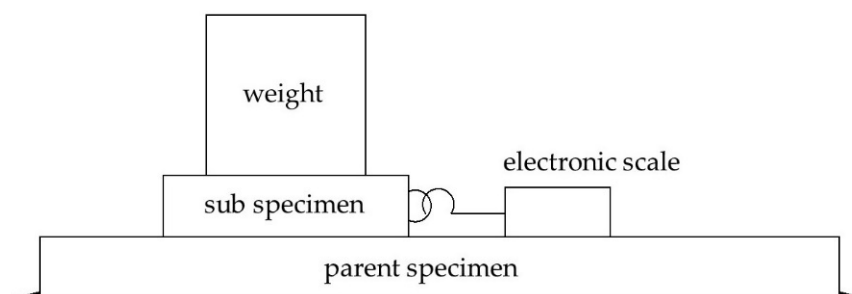 weight
electronic scale
sub specimen
parent specimen